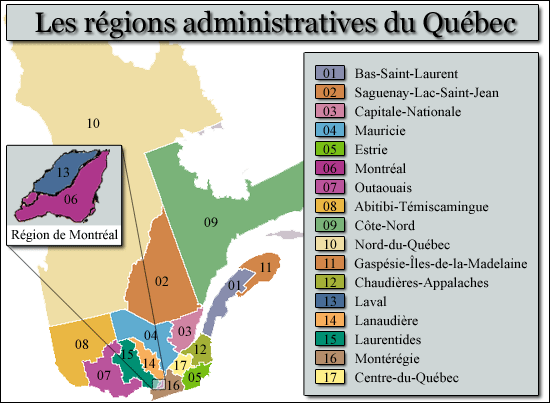 Les régions administratives du Québec
01 Bas-Saint-Laurent
02 Saguenay-Lac-Saint-Jean
03 Capitale-Nationale
04 Mauricie
05 Estrie
06 Montréal
07 Outaouais
08 Abitibi-Témiscamingue
09 Côte-Nord
10 Nord-du-Québec
11 Gaspésie-Îles-de-la-Madelaine
12 Chaudières-Appalaches
13 Laval
14 Lanaudière
15 Laurentides
16 Montérégie
17 Centre-du-Québec
10
13
06
Région de Montréal
09
02
11
01
04
03
08
15
14
12
17
07
16
05